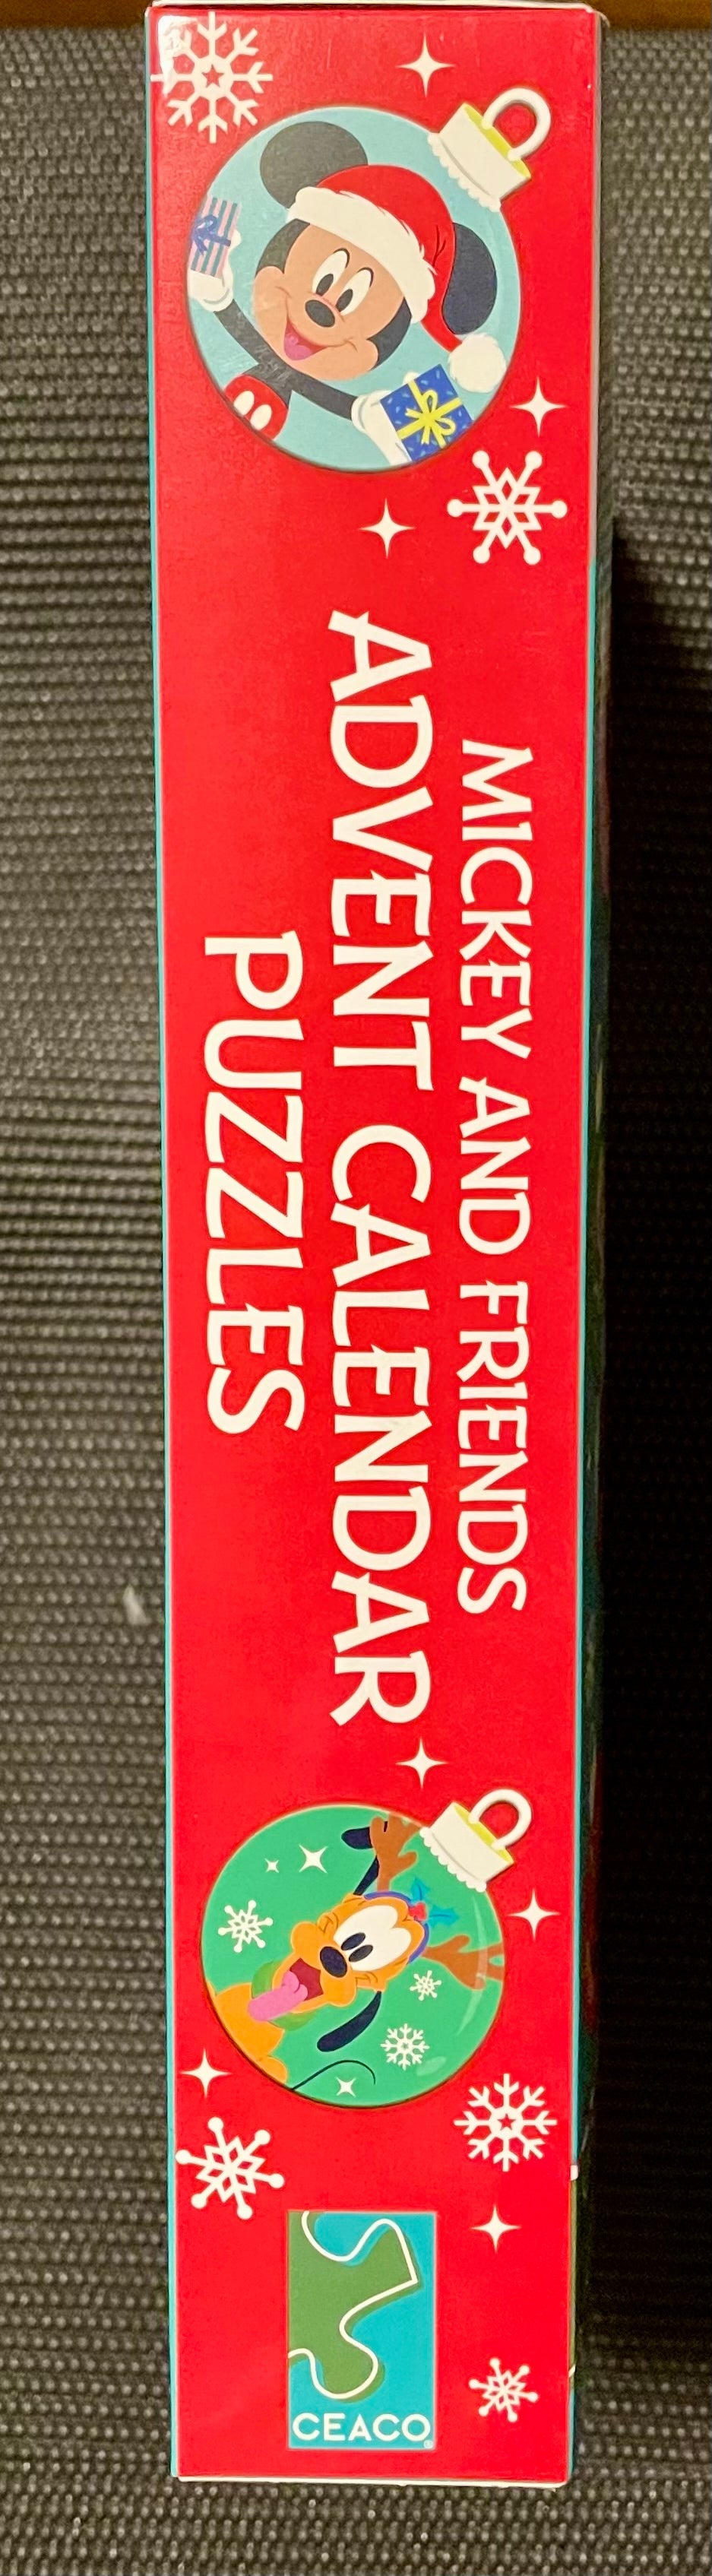 MICKEY AND FRIENDS
ADVENT CALENDAR
PUZZLES
CEACO®